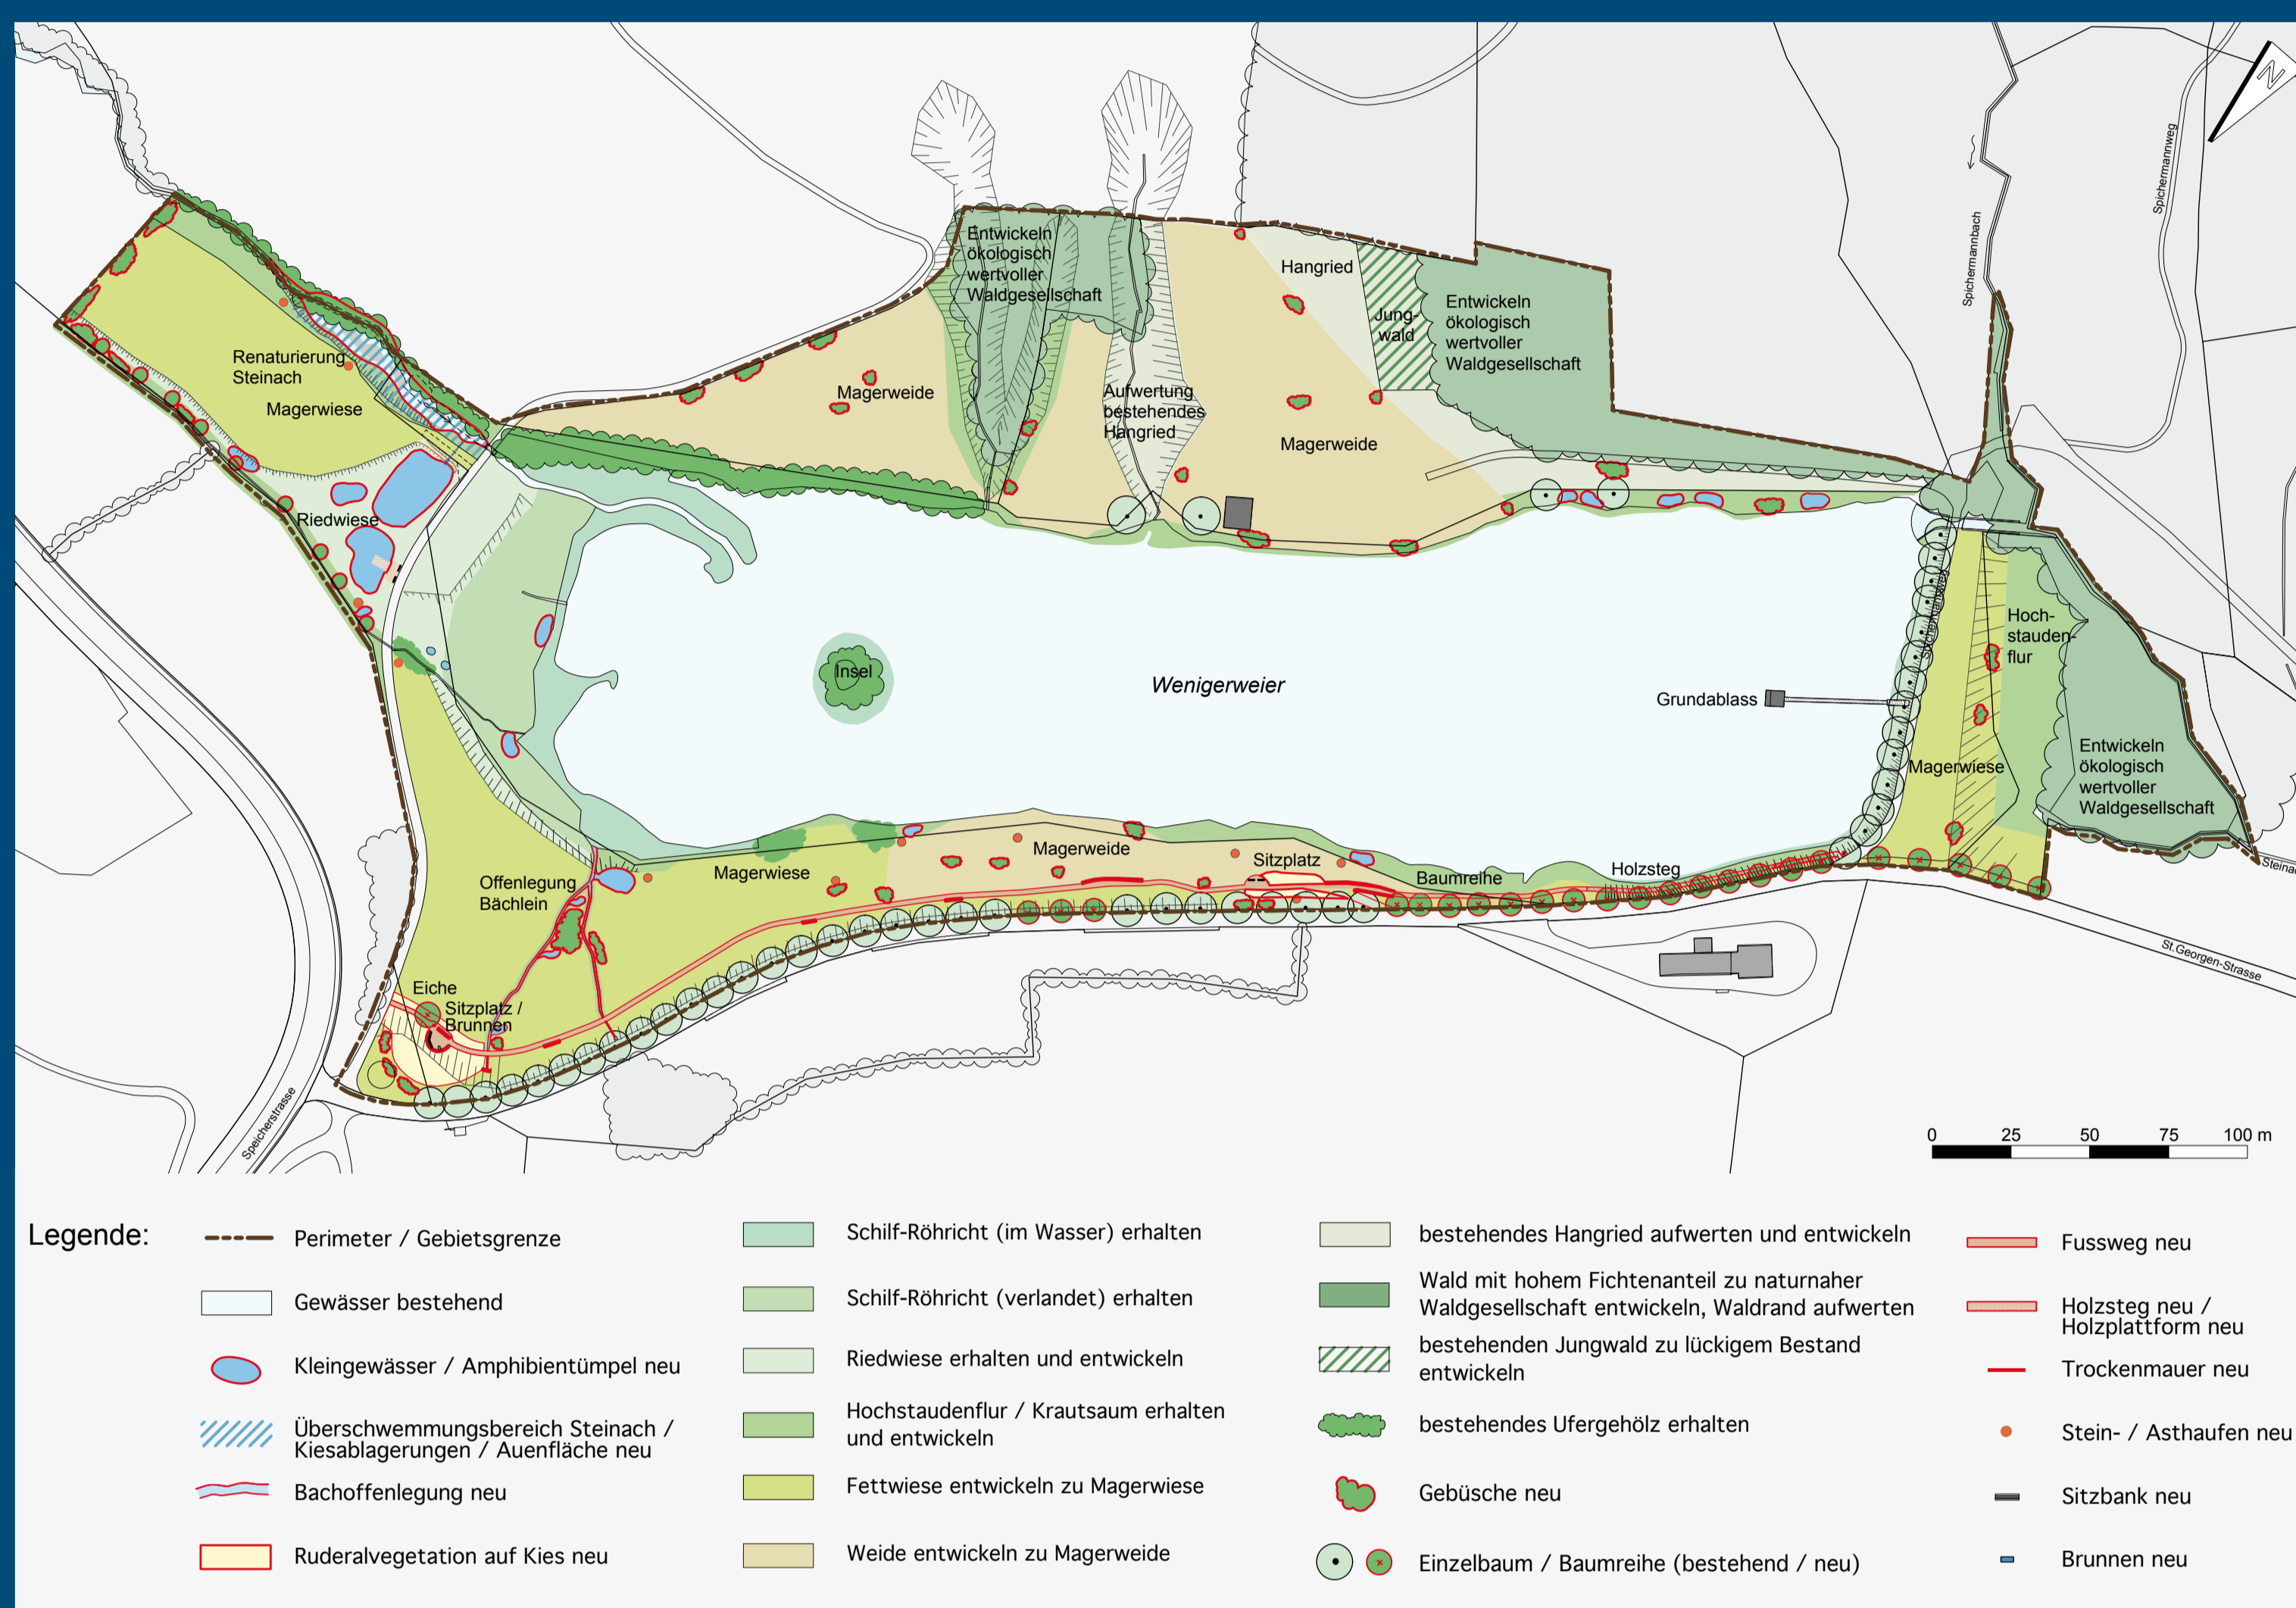 N
Spichermannweg
Spichermannbach
Entwickeln
ökologisch
wertvoller
Waldgesellschaft
Hangried
Jung-
wald
Entwickeln
ökologisch
wertvoller
Waldgesellschaft
Renaturierung
Steinach
Magerwiese
Magerweide
Aufwertung
bestehendes
Hangried
Magerweide
Riedwiese
Insel
Wenigerweier
Grundablass
Hoch-
stauden-
flur
Magerwiese
Entwickeln
ökologisch
wertvoller
Waldgesellschaft
Offenlegung
Bächlein
Magerwiese
Magerweide
Sitzplatz
Baumreihe
Holzsteg
Steina
St.Georgen-Strasse
Eiche
Sitzplatz /
Brunnen
Speicherstrasse
0 25 50 75 100 m
Legende:
Perimeter / Gebietsgrenze
Gewässer bestehend
Kleingewässer / Amphibientümpel neu
Überschwemmungsbereich Steinach /
Kiesablagerungen / Auenfläche neu
Bachoffenlegung neu
Ruderalvegetation auf Kies neu
Schilf-Röhricht (im Wasser) erhalten
Schilf-Röhricht (verlandet) erhalten
Riedwiese erhalten und entwickeln
Hochstaudenflur / Krautsaum erhalten
und entwickeln
Fettwiese entwickeln zu Magerwiese
Weide entwickeln zu Magerweide
bestehendes Hangried aufwerten und entwickeln
Wald mit hohem Fichtenanteil zu naturnaher
Waldgesellschaft entwickeln, Waldrand aufwerten
bestehenden Jungwald zu lückigem Bestand
entwickeln
bestehendes Ufergehölz erhalten
Gebüsche neu
Einzelbaum / Baumreihe (bestehend / neu)
Fussweg neu
Holzsteg neu /
Holzplattform neu
Trockenmauer neu
Stein- / Asthaufen neu
Sitzbank neu
Brunnen neu